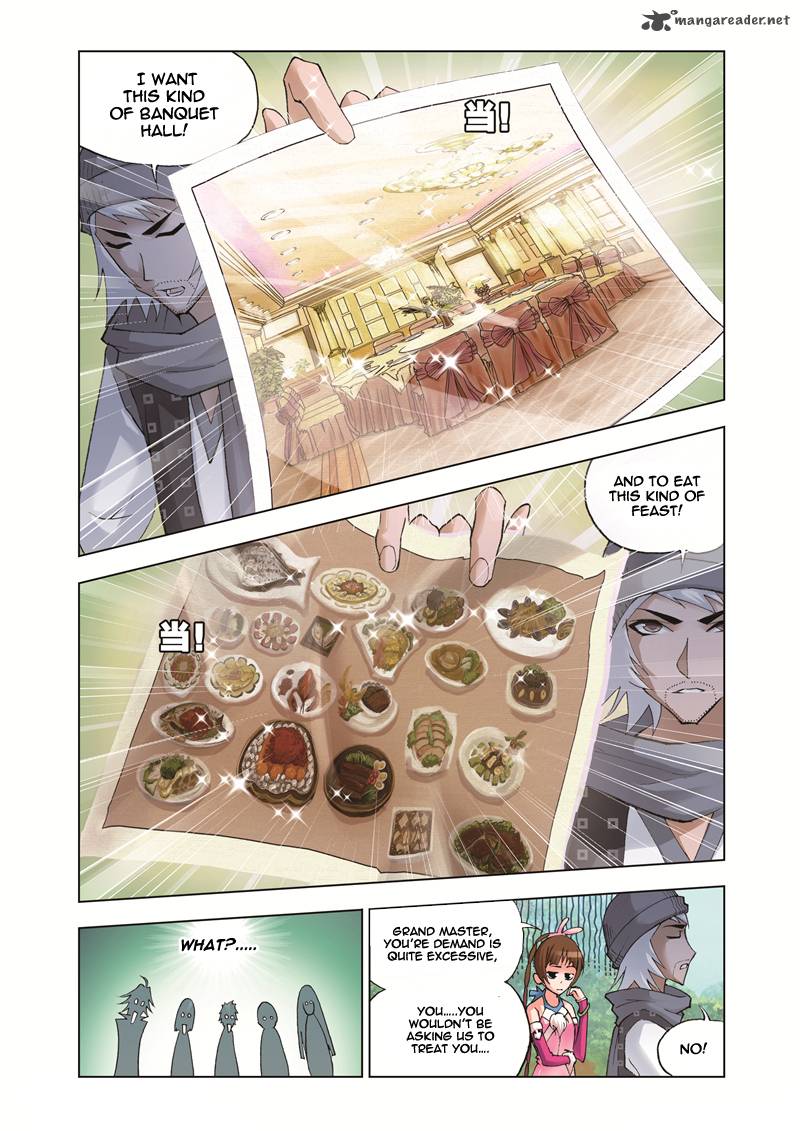 mangareader.net
I WANT
THIS KIND
OF BANQUET
HALL!
当!
AND TO EAT
THIS KIND OF
FEAST!
当!
WHAT?.....
GRAND MASTER,
YOU'RE DEMAND IS
QUITE EXCESSIVE,
YOU.....YOU
WOULDN'T BE
ASKING US TO
TREAT YOU....
NO!